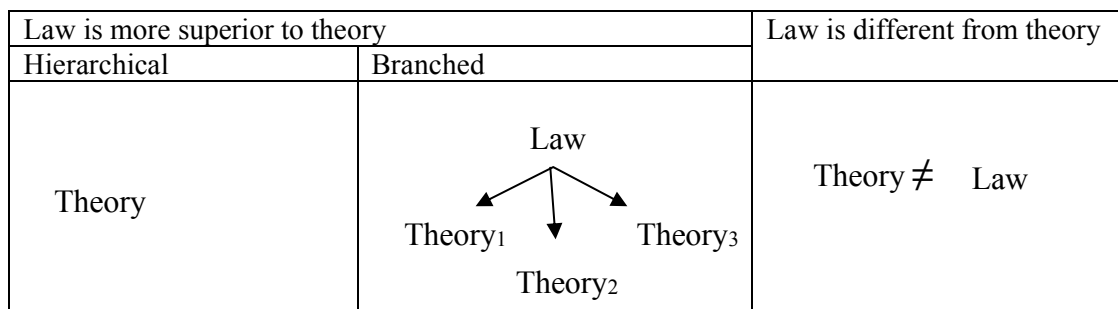 Law is more superior to theory
Law is different from theory
Hierarchical
Branched
Theory
Law
Theory1
Theory3
Theory2
Theory ≠ Law